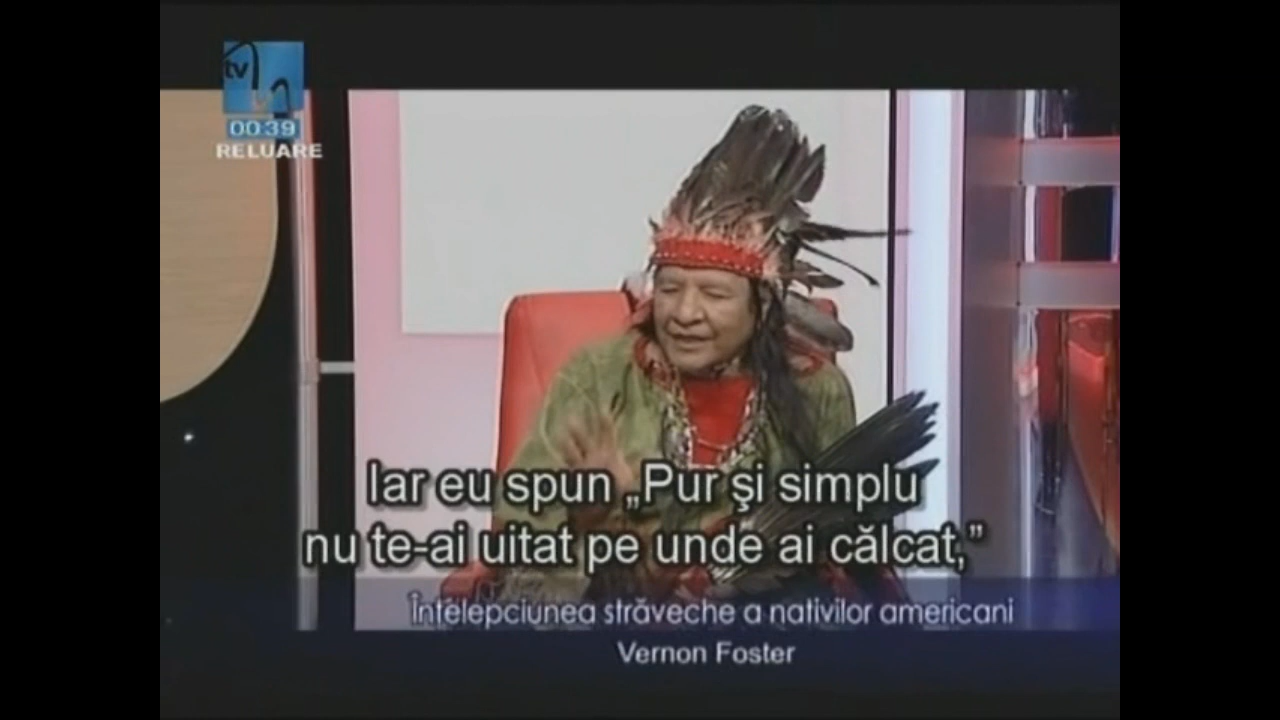 tv
00:39
RELUARE
Iar eu spun „Pur şi simplu
nu te-ai uitat pe unde ai călcat,”
Înţelepciunea străveche a nativilor americani
Vernon Foster